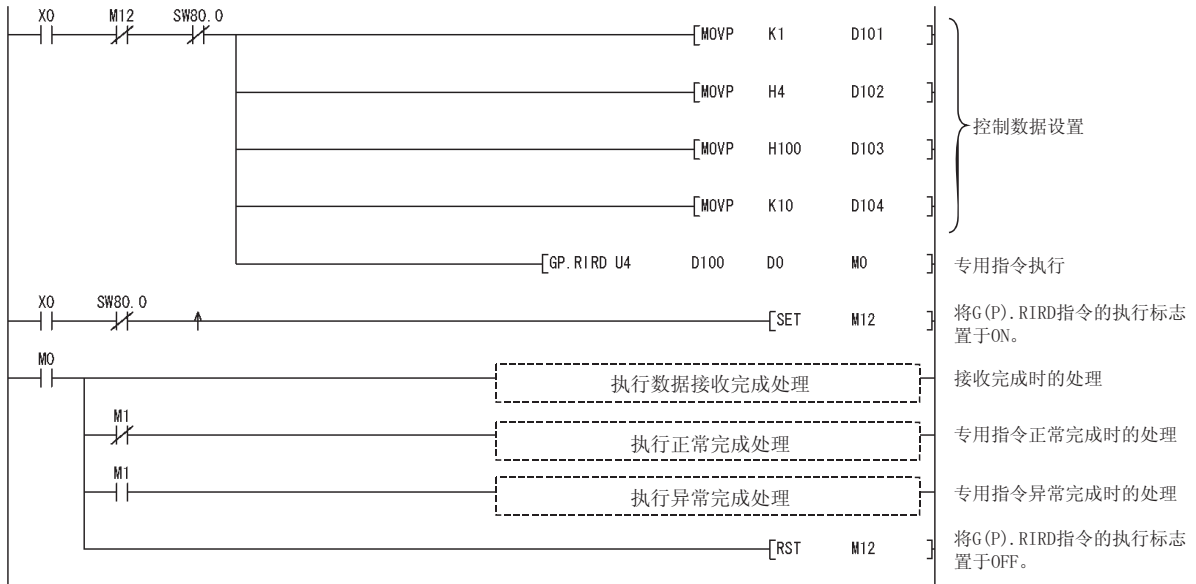 X0 M12 SW80.0
MOVP K1 D101
MOVP H4 D102
控制数据设置
MOVP H100 D103
MOVP K10 D104
GP.RIRD U4 D100 D0 M0 专用指令执行
X0 SW80.0
SET M12 将G(P).RIRD指令的执行标志
置于ON。
M0
执行数据接收完成处理 接收完成时的处理
M1
执行正常完成处理 专用指令正常完成时的处理
M1
执行异常完成处理 专用指令异常完成时的处理
RST M12 将G(P).RIRD指令的执行标志
置于OFF。